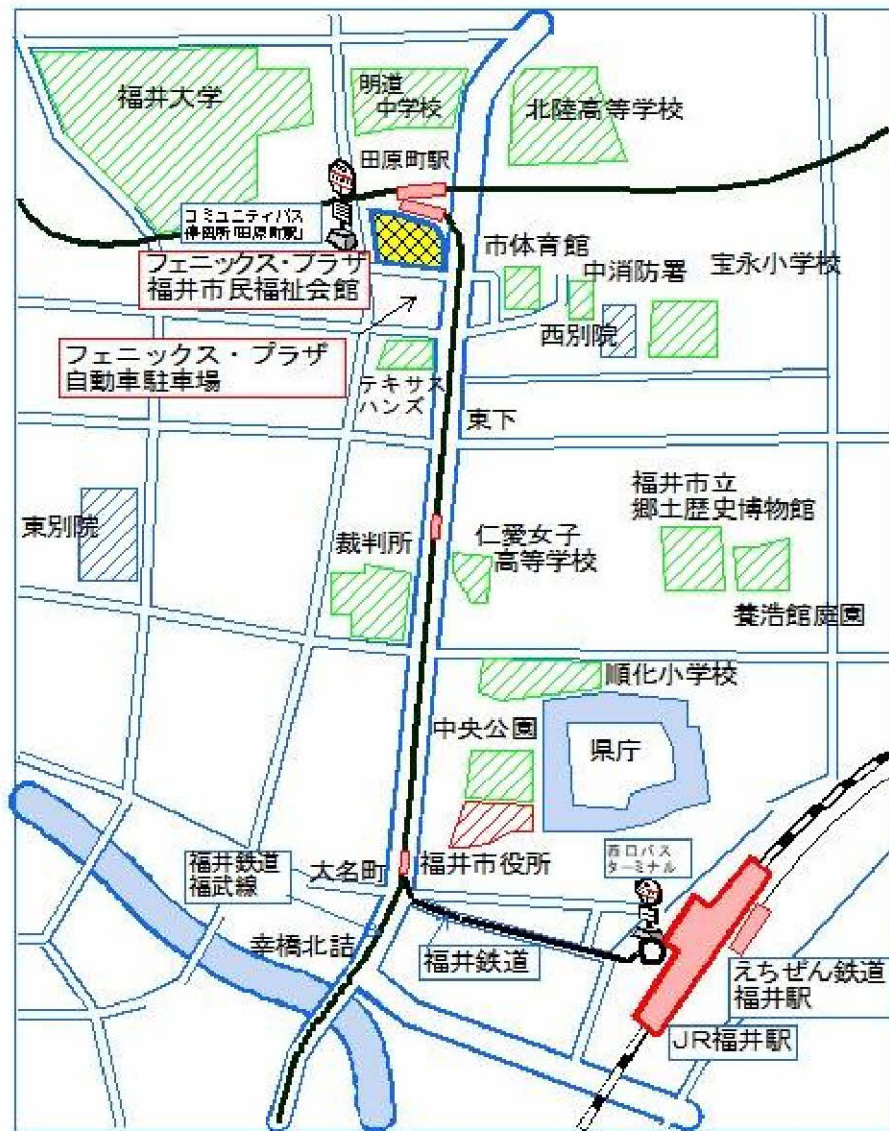 福井大学
明道
中学校
北陸高等学校
田原町駅
コミュニティバス
停留所「田原町駅」
フェニックス・プラザ
福井市民福祉会館
市体育館
中消防署
宝永小学校
西別院
フェニックス・プラザ
自動車駐車場
テキサス
ハンズ
東下
福井市立
郷土歴史博物館
東別院
裁判所
仁愛女子
高等学校
養浩館庭園
順化小学校
中央公園
県庁
西口バス
ターミナル
福井鉄道
福武線
大名町
福井市役所
幸橋北詰
福井鉄道
えちぜん鉄道
福井駅
JR福井駅